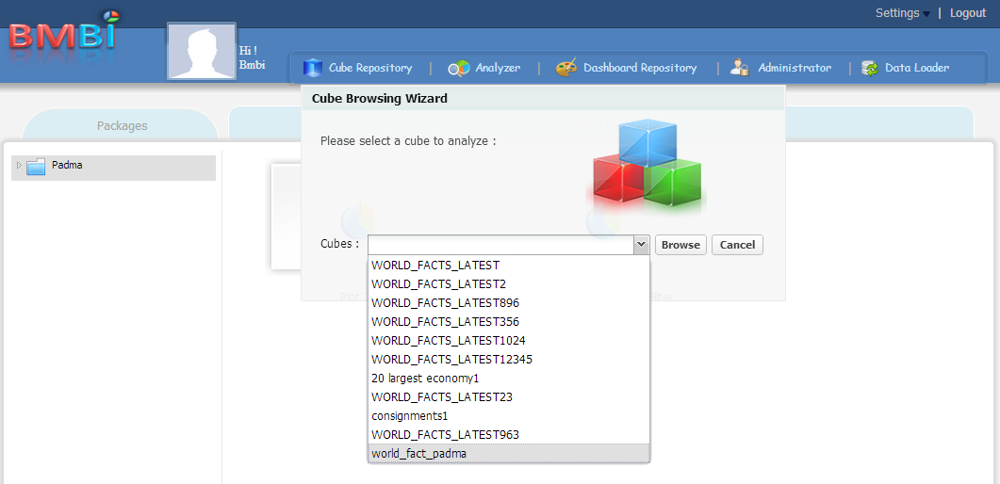 Settings | Logout
BMBi
Hi !
Bmbi
Cube Repository | Analyzer | Dashboard Repository | Administrator | Data Loader
Cube Browsing Wizard
Packages
Please select a cube to analyze :
Padma
Cubes : Browse Cancel
WORLD_FACTS_LATEST
WORLD_FACTS_LATEST2
WORLD_FACTS_LATEST896
WORLD_FACTS_LATEST356
WORLD_FACTS_LATEST1024
WORLD_FACTS_LATEST12345
20 largest economy1
WORLD_FACTS_LATEST23
consignments1
WORLD_FACTS_LATEST963
world_fact_padma